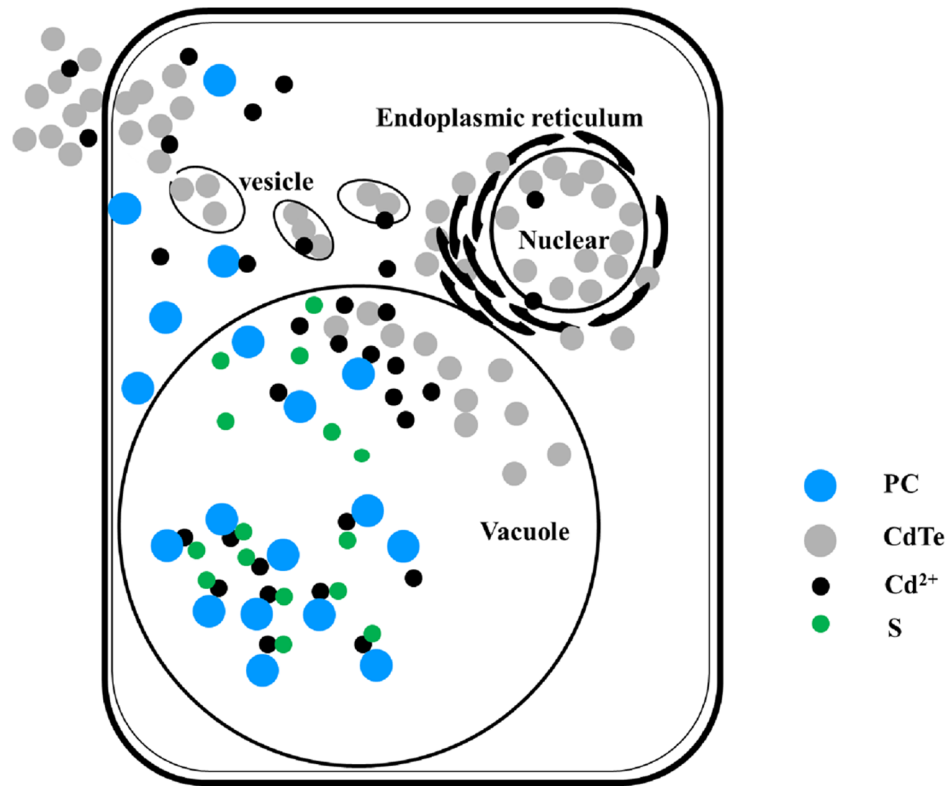 Endoplasmic reticulum
vesicle
Nuclear
Vacuole
PC
CdTe
Cd²⁺
S